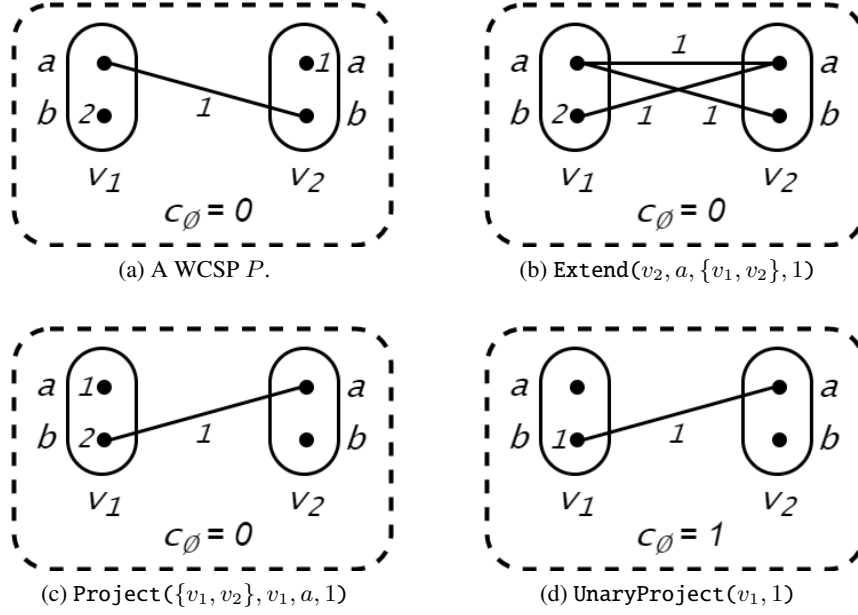 a 1 a
b 2 1 b
v1 v2
c∅ = 0
(a) A WCSP P.
1
a a
b 2 1 1 b
v1 v2
c∅ = 0
(b) Extend(v2, a, {v1, v2}, 1)
a 1 a
b 2 1 b
v1 v2
c∅ = 0
(c) Project({v1, v2}, v1, a, 1)
a a
b 1 1 b
v1 v2
c∅ = 1
(d) UnaryProject(v1, 1)